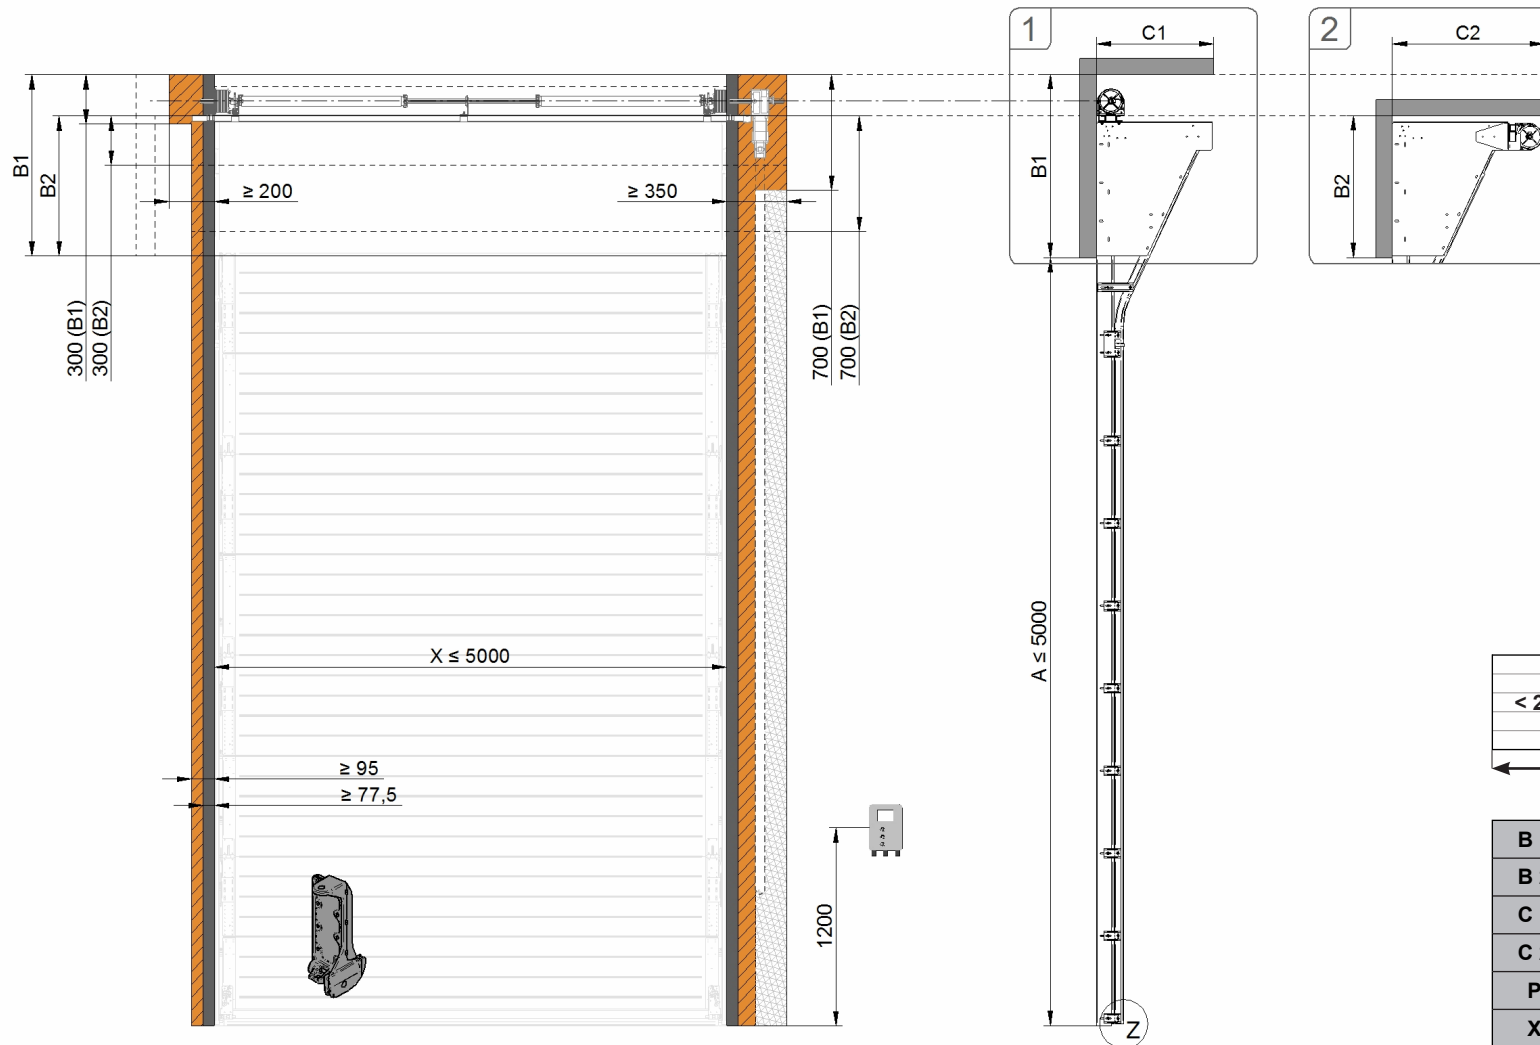 1
C1
2
C2
B1
B2
≥ 200
≥ 350
B1
B2
300 (B1)
300 (B2)
700 (B1)
700 (B2)
X ≤ 5000
A ≤ 5000
≥ 95
≥ 77,5
1200
Z
< 2
B
B
C
C
P
X